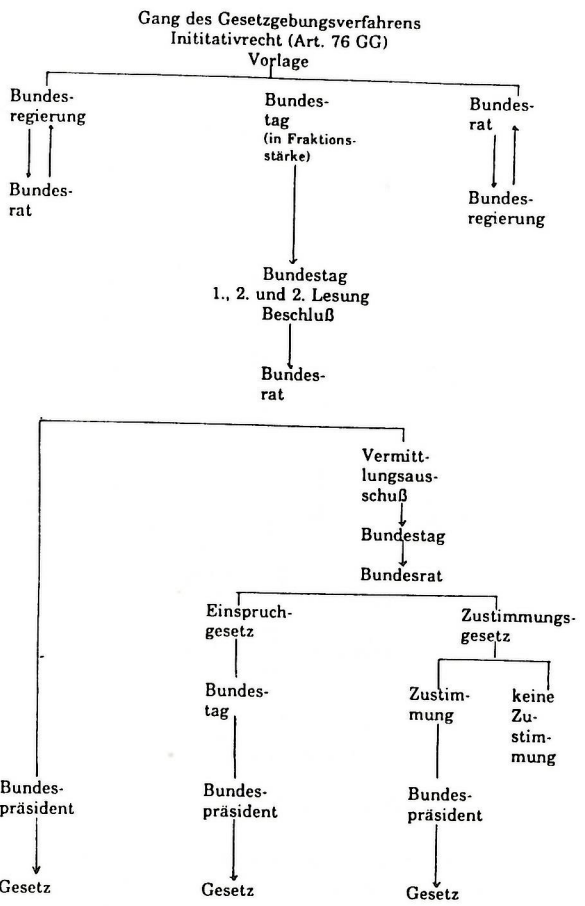 Gang des Gesetzgebungsverfahrens
Inititativrecht (Art. 76 GG)
Vorlage
Bundes-
regierung
Bundes-
rat
Bundes-
tag
(in Fraktions-
stärke)
Bundes-
rat
Bundes-
regierung
Bundestag
1., 2. und 2. Lesung
Beschluß
Bundes-
rat
Vermitt-
lungsaus-
schuß
Bundestag
Bundesrat
Einspruch-
gesetz
Zustimmungs-
gesetz
Bundes-
tag
Zustim-
mung
keine
Zu-
stim-
mung
Bundes-
präsident
Bundes-
präsident
Bundes-
präsident
Gesetz
Gesetz
Gesetz